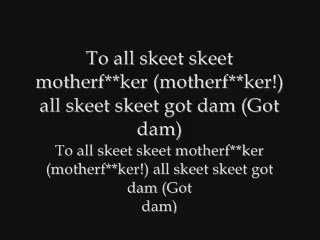 To all skeet skeet
motherf**ker (motherf**ker!)
all skeet skeet got dam (Got
dam)
To all skeet skeet motherf**ker
(motherf**ker!) all skeet skeet got
dam (Got
dam)